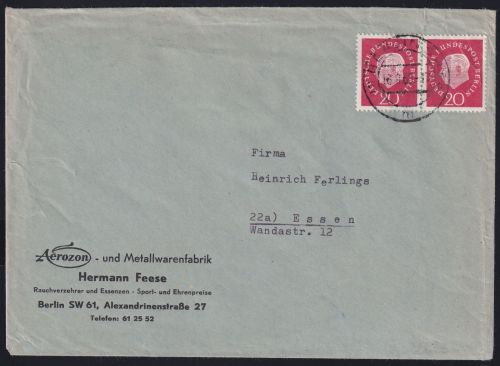 DEUTSCHE BUNDESPOST BERLIN
20
DEUTSCHE BUNDESPOST BERLIN
20
Firma
Heinrich Ferlings
22a) Essen
Wandastr. 12
Aerozon - und Metallwarenfabrik
Hermann Feese
Rauchverzehrer und Essenzen - Sport- und Ehrenpreise
Berlin SW 61, Alexandrinenstraße 27
Telefon: 61 25 52